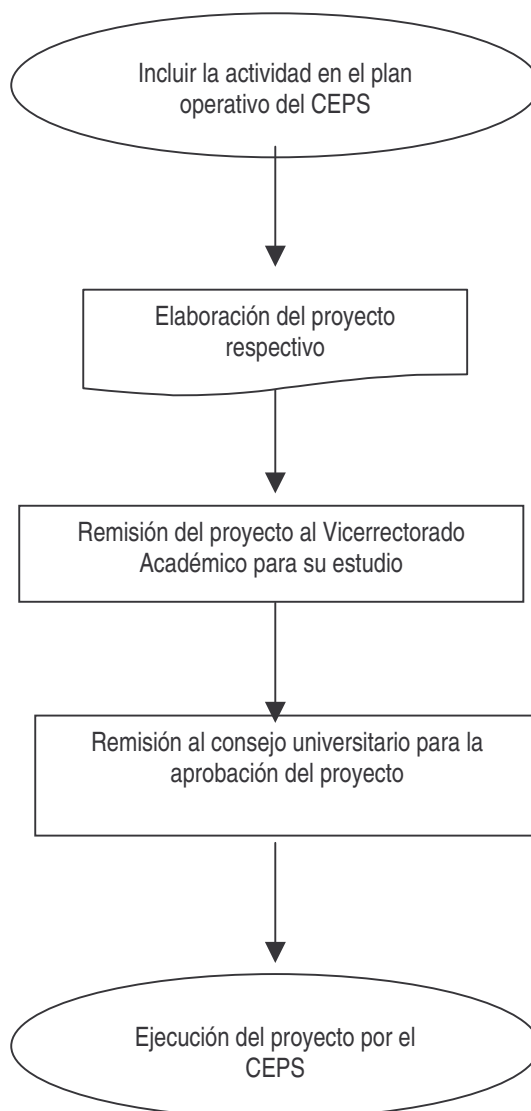 Incluir la actividad en el plan
operativo del CEPS
Elaboración del proyecto
respectivo
Remisión del proyecto al Vicerrectorado
Académico para su estudio
Remisión al consejo universitario para la
aprobación del proyecto
Ejecución del proyecto por el
CEPS